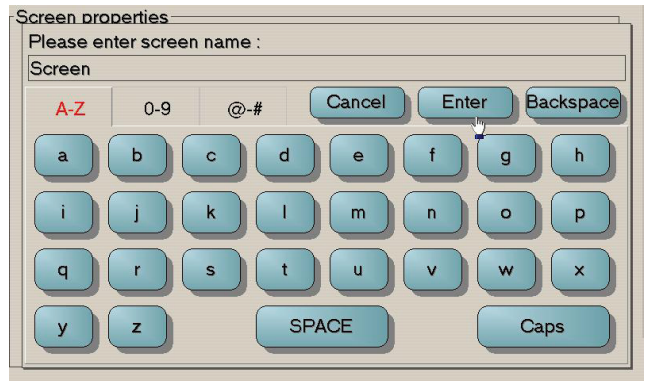 Screen properties
Please enter screen name :
Screen
A-Z 0-9 @-# Cancel Enter Backspace
a b c d e f g h
i j k l m n o p
q r s t u v w x
y z SPACE Caps